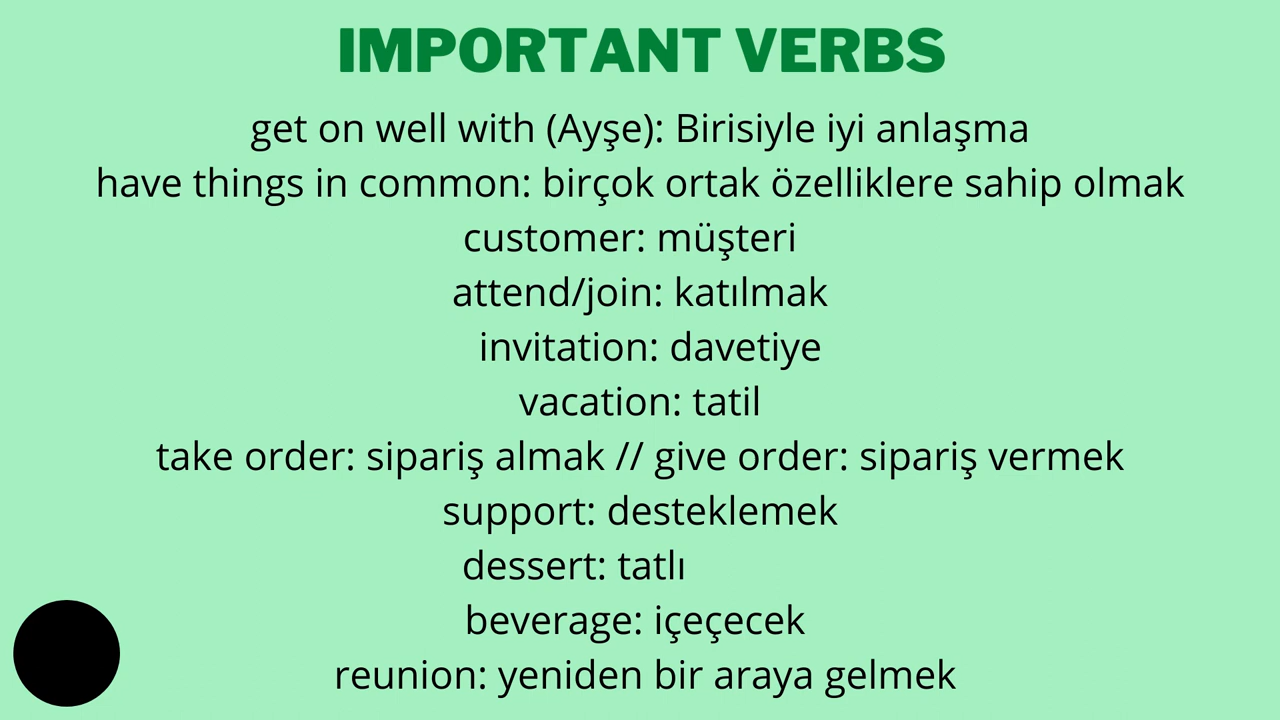 IMPORTANT VERBS
get on well with (Ayşe): Birisiyle iyi anlaşma
have things in common: birçok ortak özelliklere sahip olmak
customer: müşteri
attend/join: katılmak
invitation: davetiye
vacation: tatil
take order: sipariş almak // give order: sipariş vermek
support: desteklemek
dessert: tatlı
beverage: içeçecek
reunion: yeniden bir araya gelmek